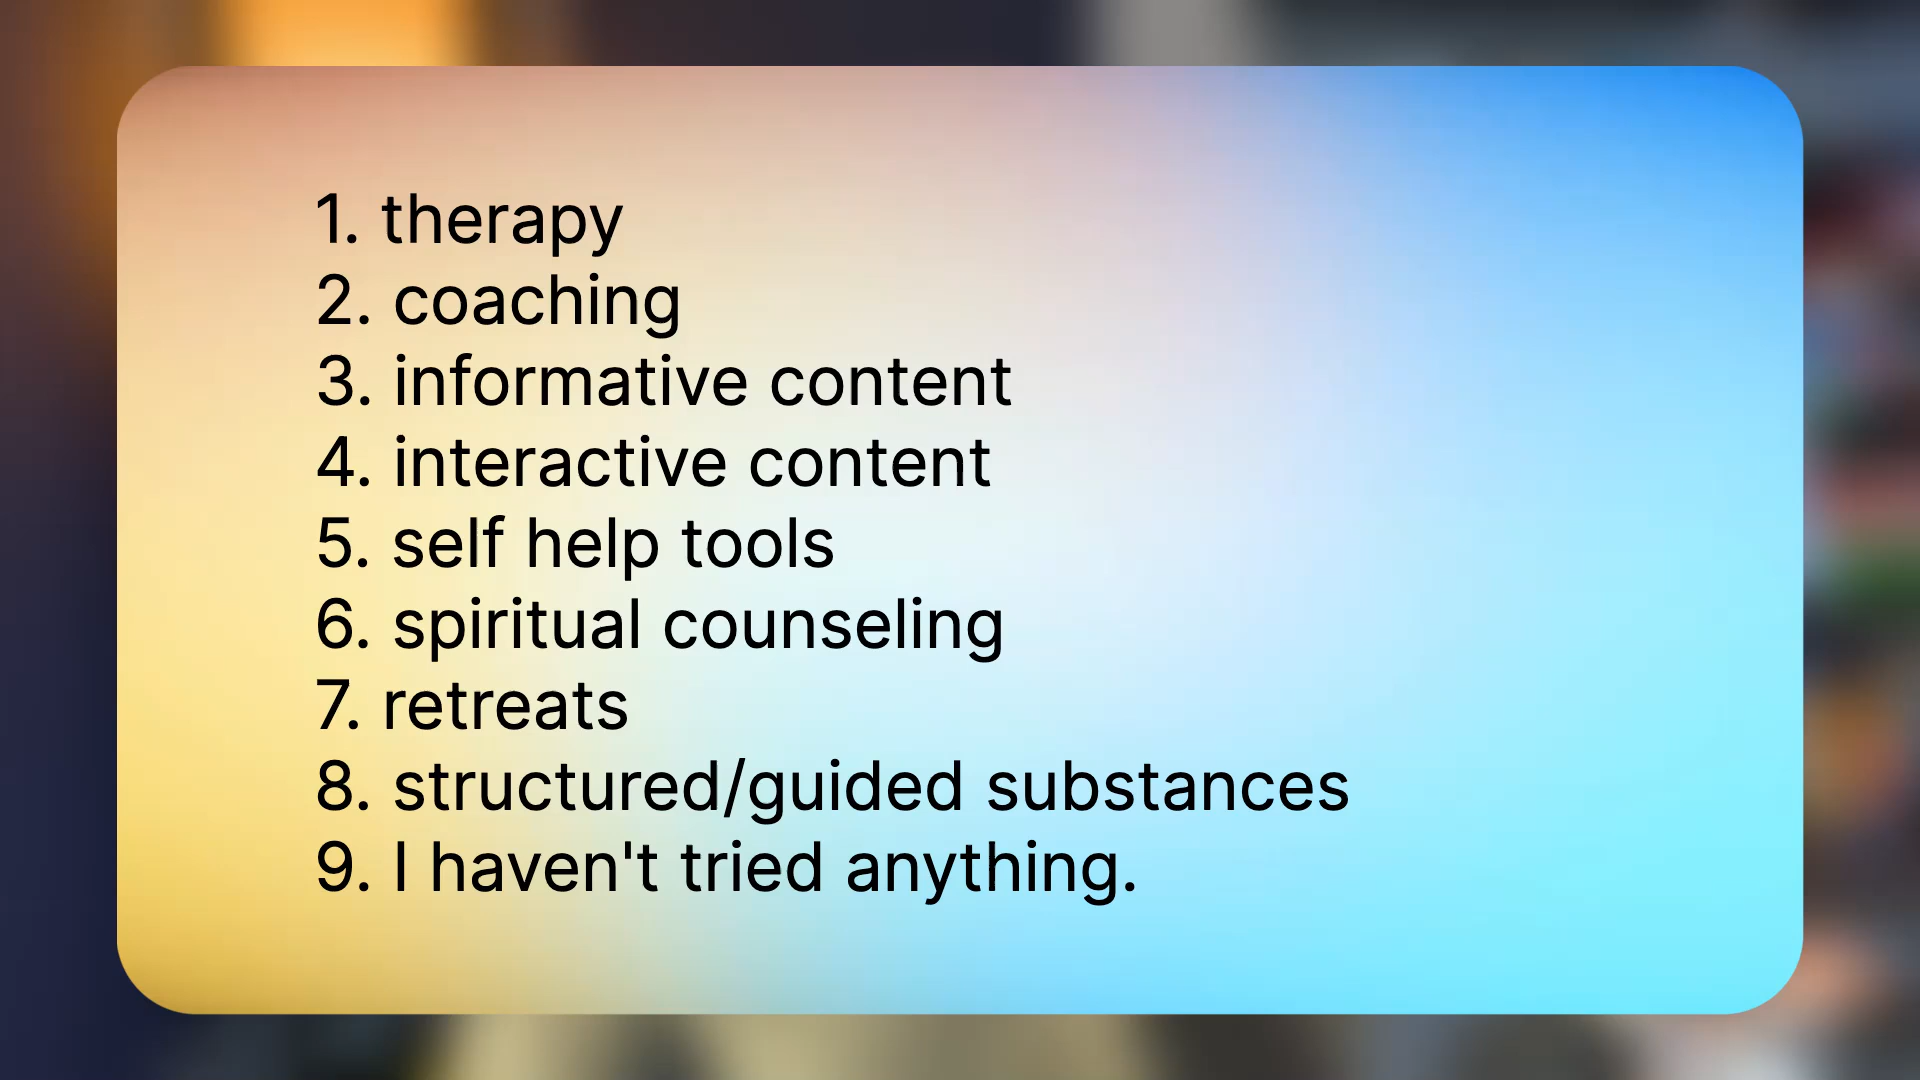 1. therapy
2. coaching
3. informative content
4. interactive content
5. self help tools
6. spiritual counseling
7. retreats
8. structured/guided substances
9. I haven't tried anything.